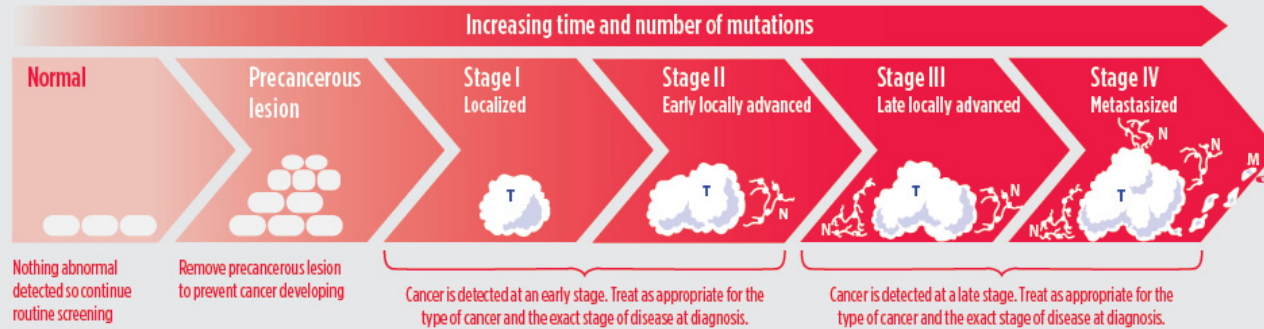 Increasing time and number of mutations
Normal
Precancerous
lesion
Stage I
Localized
Stage II
Early locally advanced
Stage III
Late locally advanced
Stage IV
Metastasized
T
T
N
N
T
N
N
T
N
N
M
Nothing abnormal
detected so continue
routine screening
Remove precancerous lesion
to prevent cancer developing
Cancer is detected at an early stage. Treat as appropriate for the
type of cancer and the exact stage of disease at diagnosis.
Cancer is detected at a late stage. Treat as appropriate for the
type of cancer and the exact stage of disease at diagnosis.